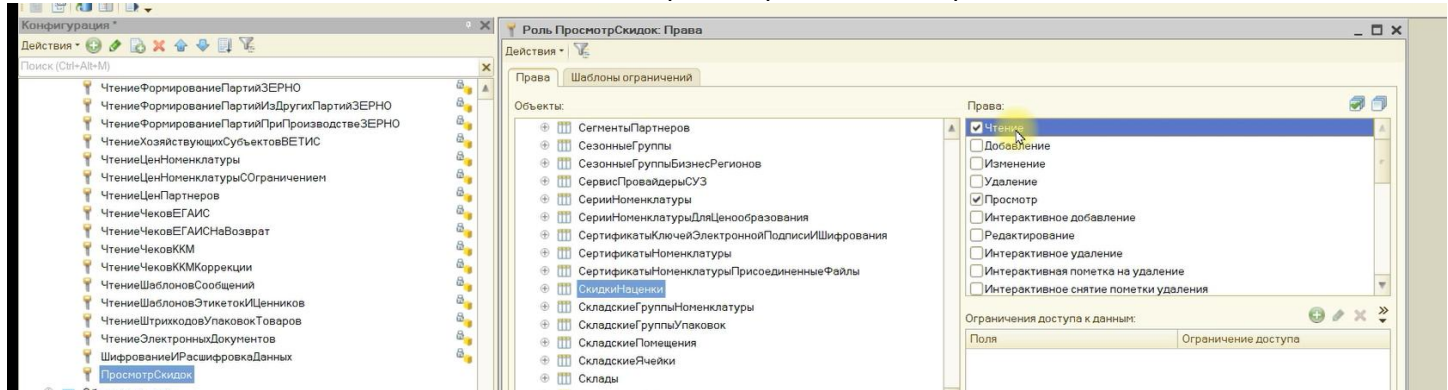 Конфигурация *
Действия
Поиск (Ctrl+Alt+M)
ЧтениеФормированиеПартийЗЕРНО
ЧтениеФормированиеПартийИзДругихПартийЗЕРНО
ЧтениеФормированиеПартийПриПроизводствеЗЕРНО
ЧтениеХозяйствующихСубъектовВЕТИС
ЧтениеЦенНоменклатуры
ЧтениеЦенНоменклатурыСОграничением
ЧтениеЦенПартнеров
ЧтениеЧековЕГАИС
ЧтениеЧековЕГАИСНаВозврат
ЧтениеЧековККМ
ЧтениеЧековККМКоррекции
ЧтениеШаблоновСообщений
ЧтениеШаблоновЭтикетокИЦенников
ЧтениеШтрихкодовУпаковокТоваров
ЧтениеЭлектронныхДокументов
ШифрованиеИРасшифровкаДанных
ПросмотрСкидок
Роль ПросмотрСкидок: Права
Действия
Права
Шаблоны ограничений
Объекты:
СегментыПартнеров
СезонныеГруппы
СезонныеГруппыБизнесРегионов
СервисПровайдерыСУЗ
СерииНоменклатуры
СерииНоменклатурыДляЦенообразования
СертификатыКлючейЭлектроннойПодписиИШифрования
СертификатыНоменклатуры
СертификатыНоменклатурыПрисоединенныеФайлы
СкидкиНаценки
СкладскиеГруппыНоменклатуры
СкладскиеГруппыУпаковок
СкладскиеПомещения
СкладскиеЯчейки
Склады
Права:
Чтение
Добавление
Изменение
Удаление
Просмотр
Интерактивное добавление
Редактирование
Интерактивное удаление
Интерактивная пометка на удаление
Интерактивное снятие пометки удаления
Ограничения доступа к данным:
Поля
Ограничение доступа